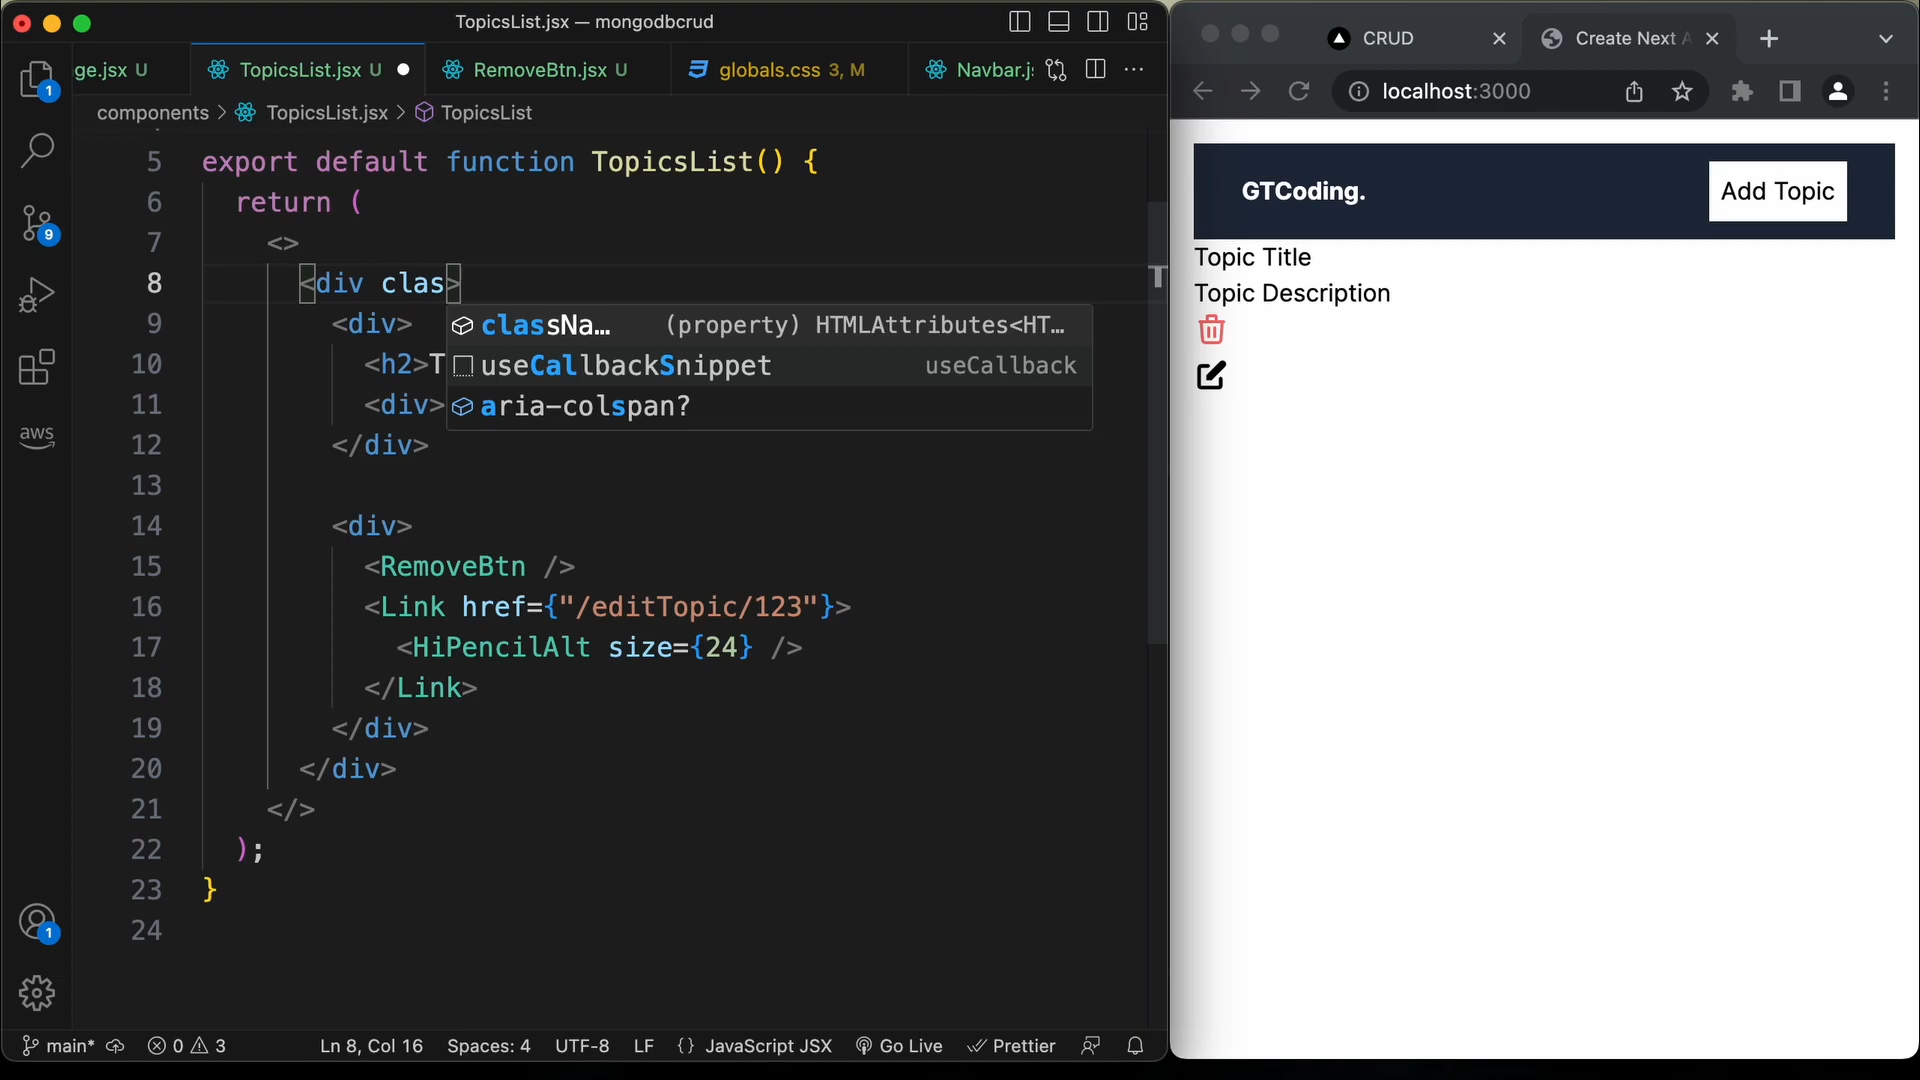 TopicsList.jsx — mongodbcrud
ge.jsx U
TopicsList.jsx U
RemoveBtn.jsx U
globals.css 3, M
Navbar.j
components > TopicsList.jsx > TopicsList
5 export default function TopicsList() {
6 return (
7 <>
8 <div clas>
9 <div>
10 <h2>T
11 <div>
12 </div>
13
14 <div>
15 <RemoveBtn />
16 <Link href={"/editTopic/123"}>
17 <HiPencilAlt size={24} />
18 </Link>
19 </div>
20 </div>
21 </>
22 );
23 }
24
classNa… (property) HTMLAttributes<HT…
useCallbackSnippet useCallback
aria-colspan?
1
9
aws
1
main* 0 3 Ln 8, Col 16 Spaces: 4 UTF-8 LF {} JavaScript JSX Go Live Prettier
CRUD
Create Next A
localhost:3000
GTCoding.
Add Topic
Topic Title
Topic Description